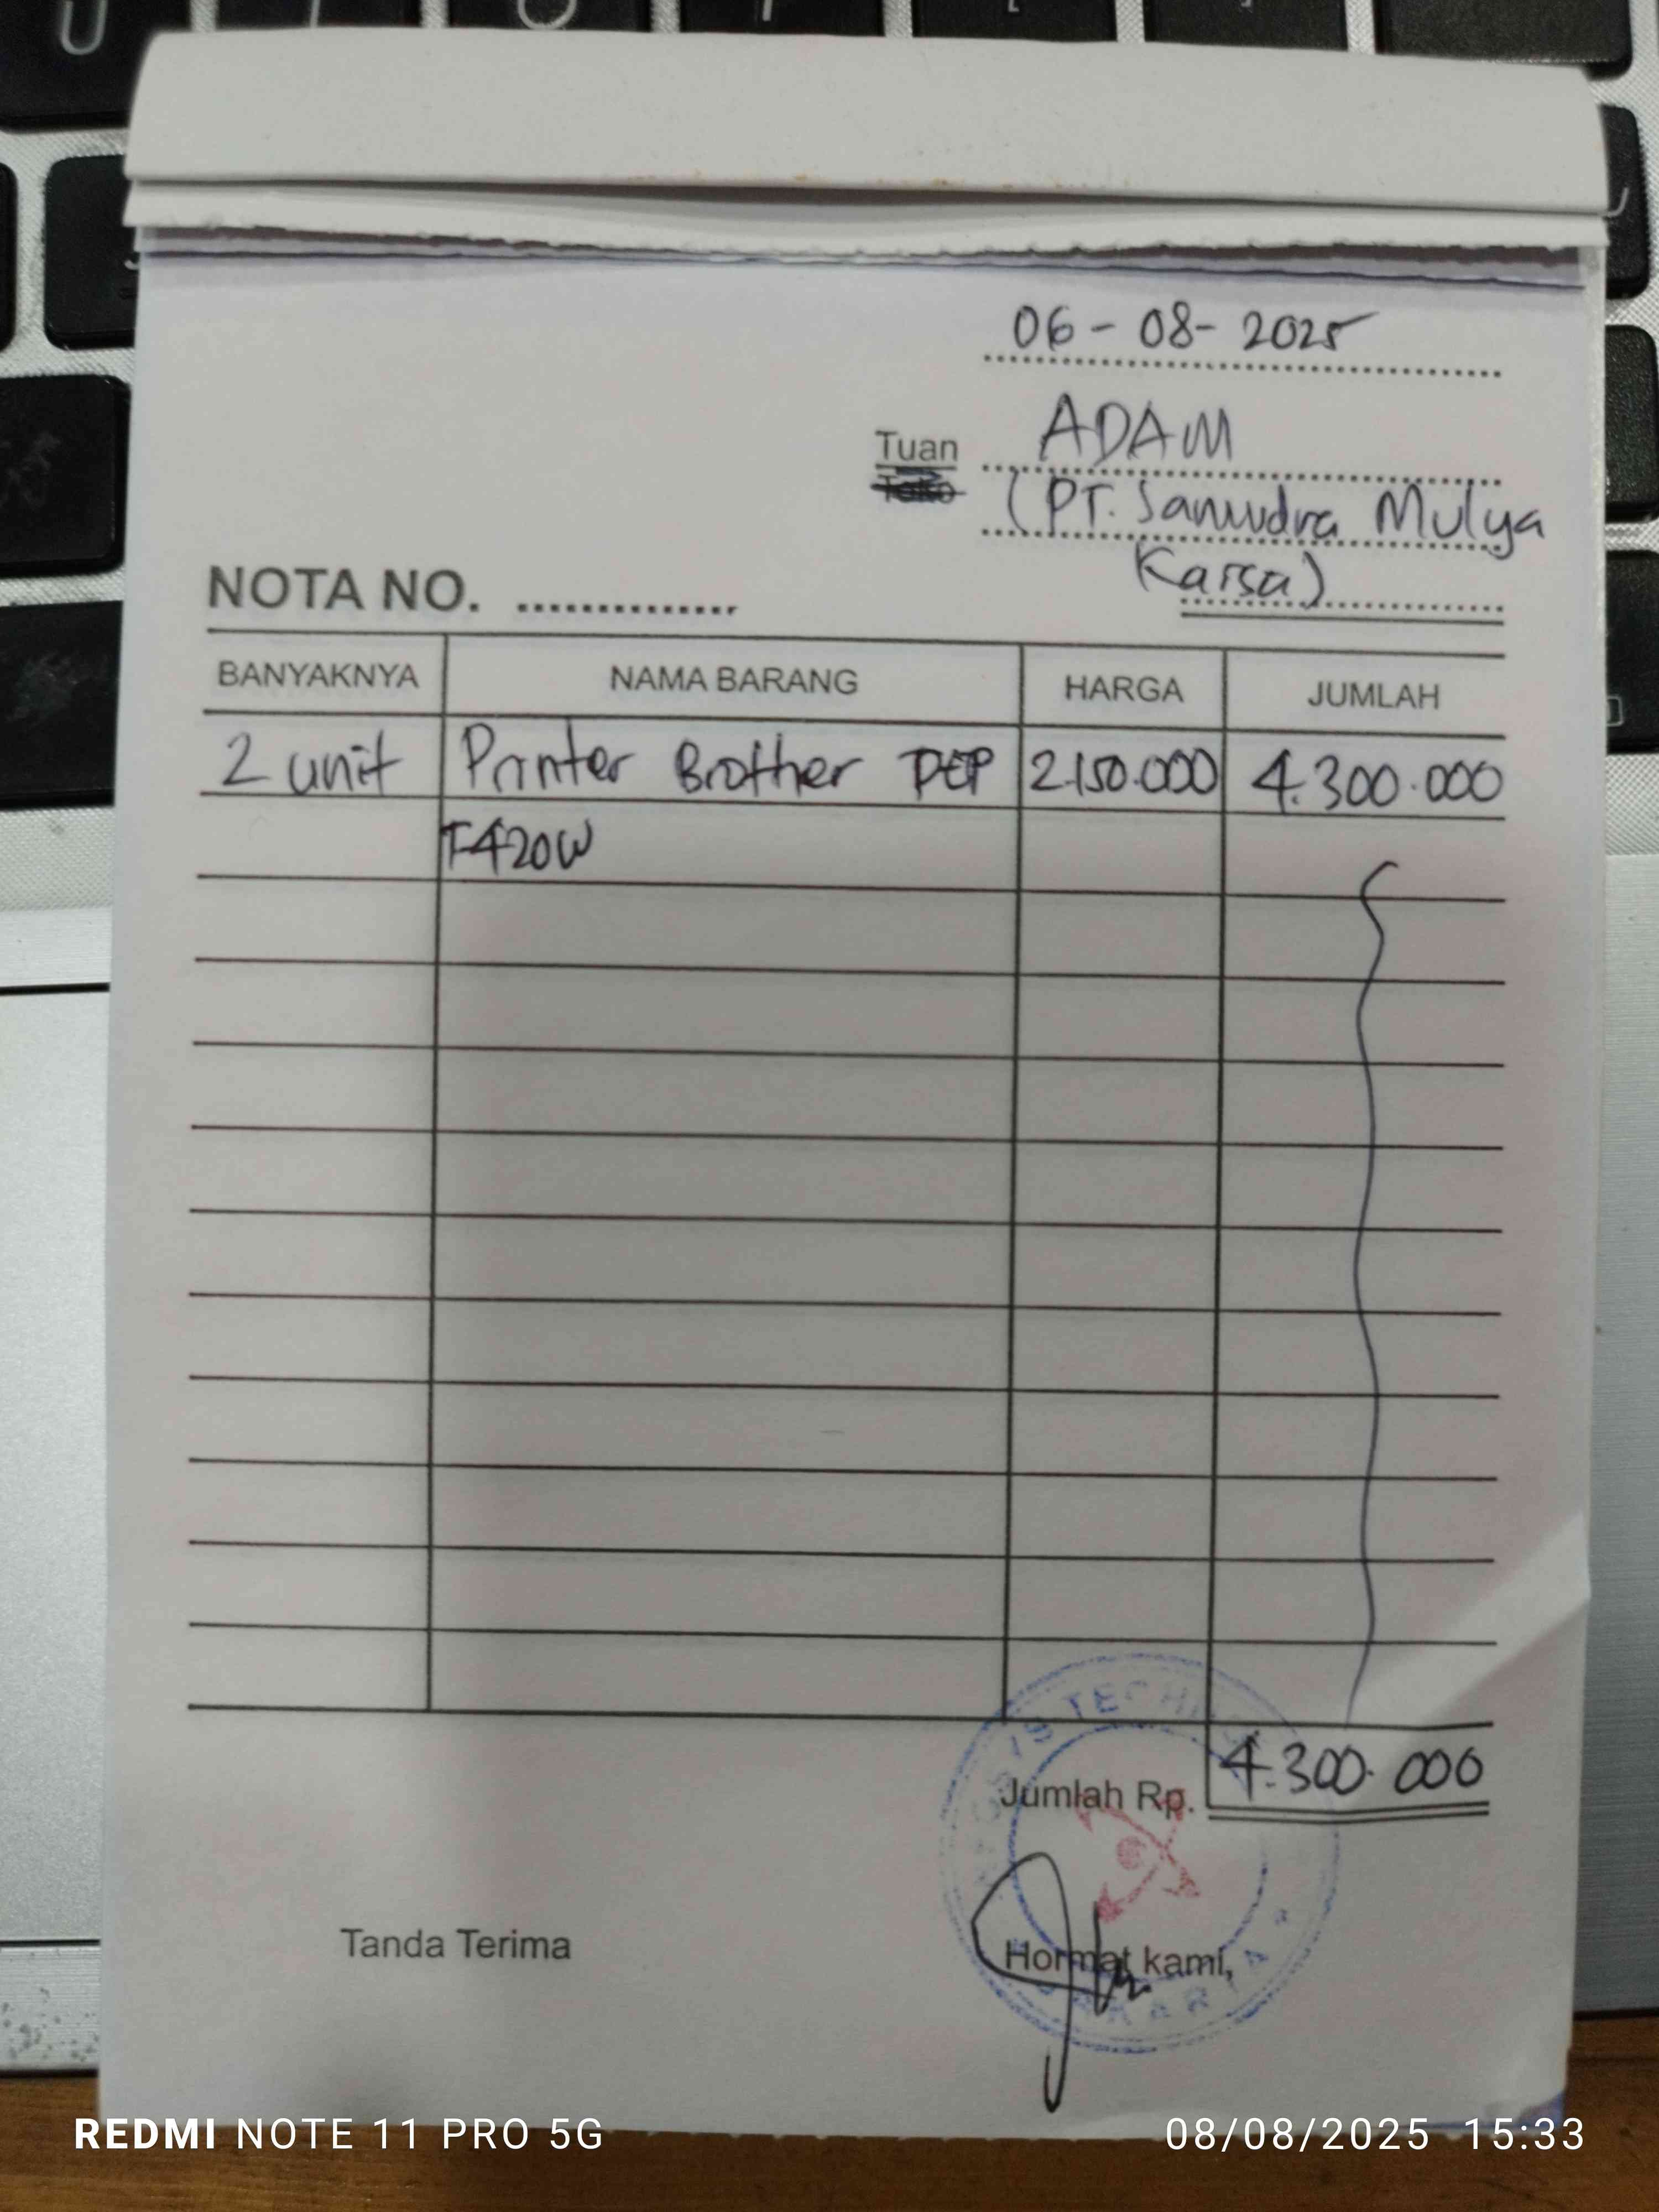 06-08-2025
Tuan ADAM
Toko (PT. Samudra Mulya
Karsa)
NOTA NO. ..............
BANYAKNYA NAMA BARANG HARGA JUMLAH
2 unit Printer Brother DCP 2.150.000 4.300.000
T420W
Jumlah Rp. 4.300.000
Tanda Terima Hormat kami,
REDMI NOTE 11 PRO 5G 08/08/2025 15:33